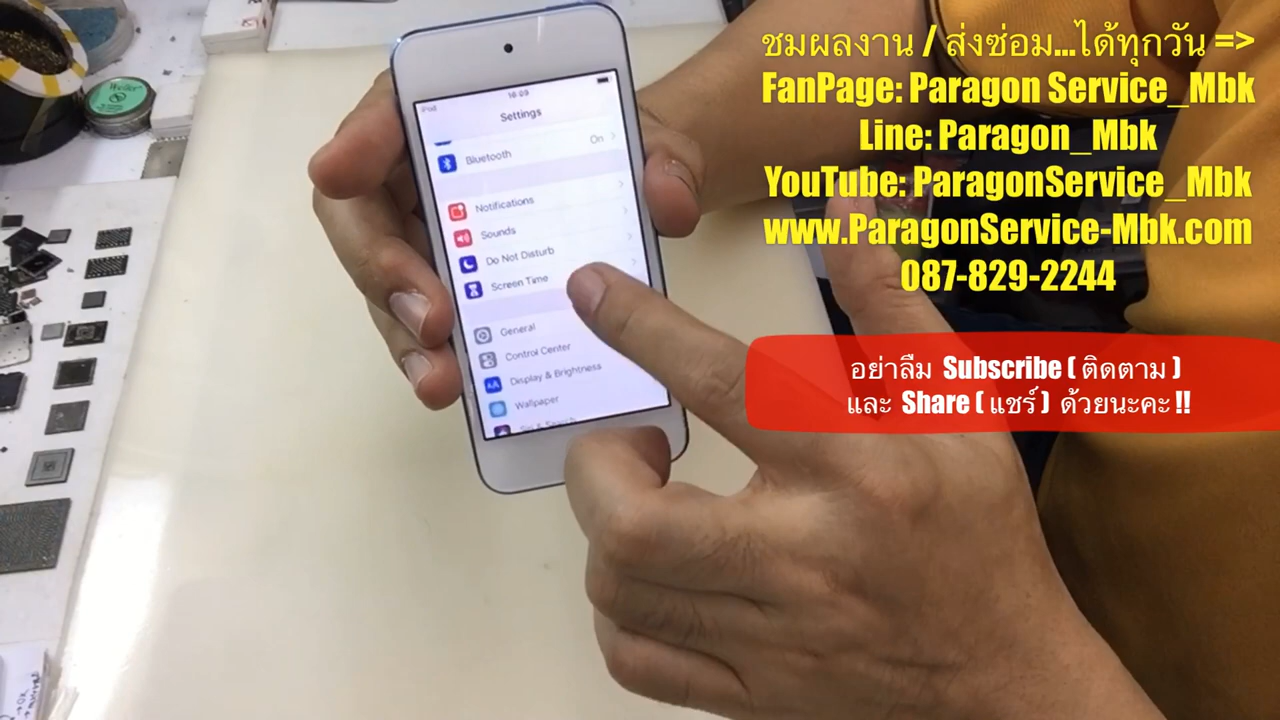 ชมผลงาน / ส่งซ่อม...ได้ทุกวัน =>
FanPage: Paragon Service_Mbk
Line: Paragon_Mbk
YouTube: ParagonService_Mbk
www.ParagonService-Mbk.com
087-829-2244
อย่าลืม Subscribe ( ติดตาม )
และ Share ( แชร์ ) ด้วยนะคะ !!
Weller
iPod
Settings
Bluetooth On
Notifications
Sounds
Do Not Disturb
Screen Time
General
Control Center
AA Display & Brightness
Wallpaper